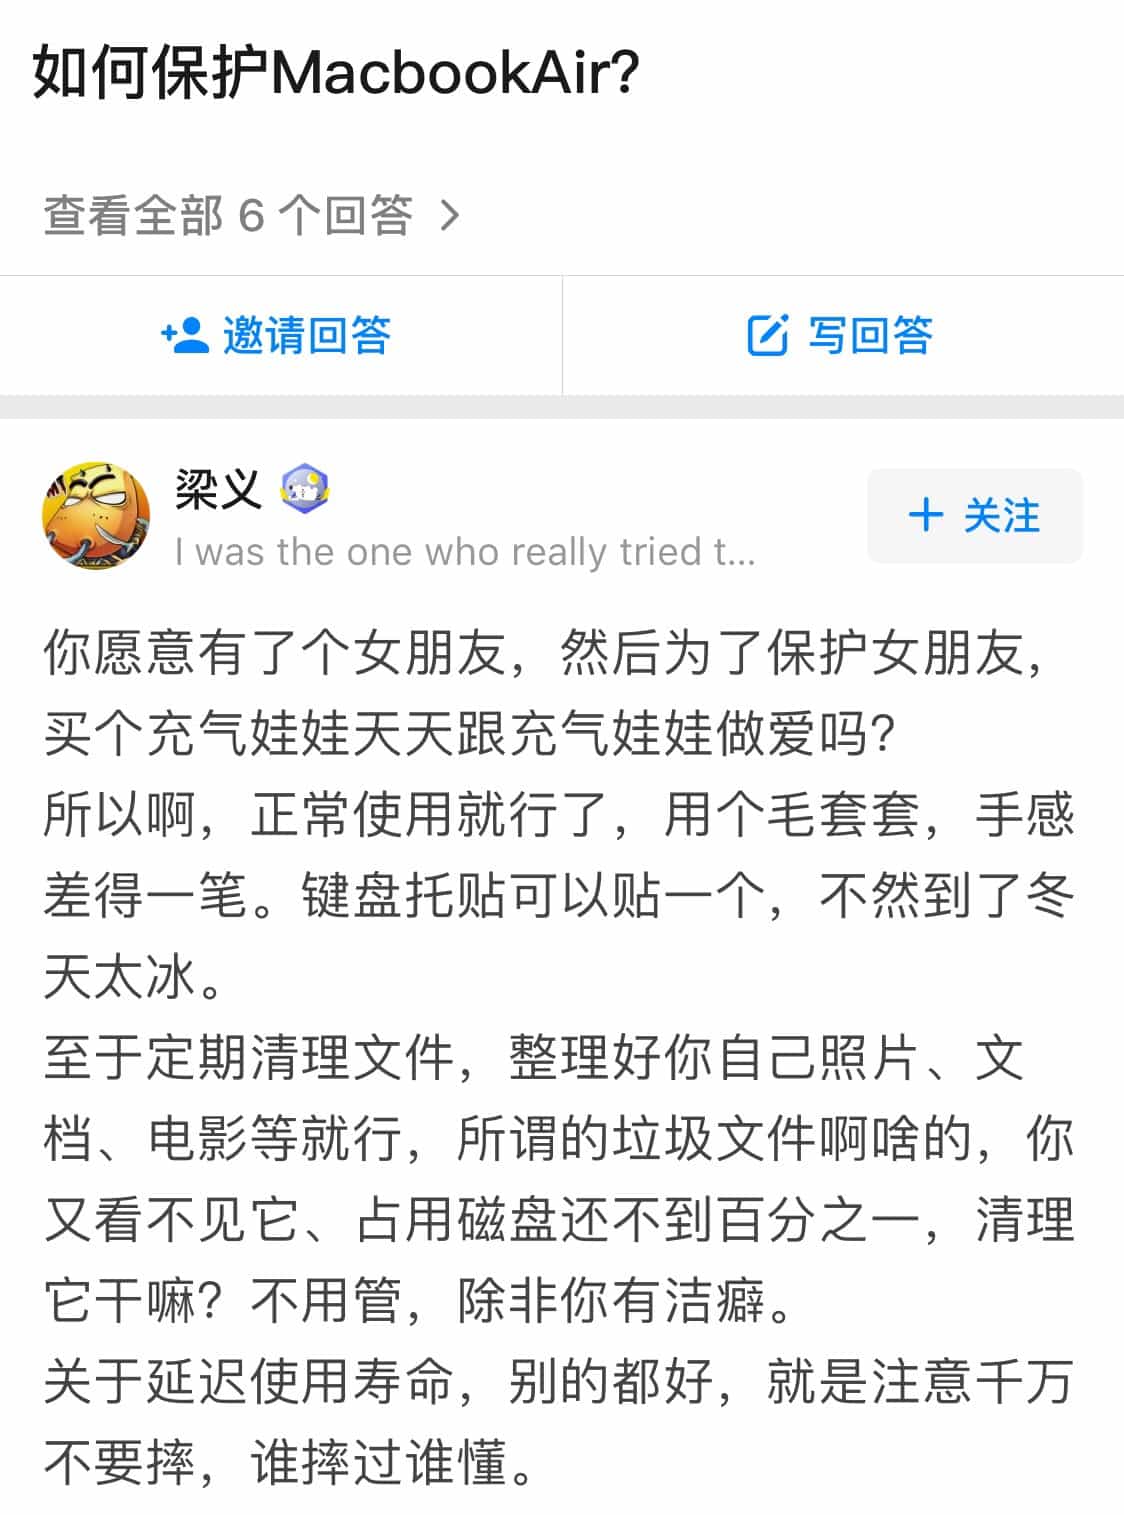 如何保护MacbookAir?
查看全部 6 个回答 >
邀请回答
写回答
梁义
I was the one who really tried t...
+ 关注
你愿意有了个女朋友，然后为了保护女朋友，
买个充气娃娃天天跟充气娃娃做爱吗？
所以啊，正常使用就行了，用个毛套套，手感
差得一笔。键盘托贴可以贴一个，不然到了冬
天太冰。
至于定期清理文件，整理好你自己照片、文
档、电影等就行，所谓的垃圾文件啊啥的，你
又看不见它、占用磁盘还不到百分之一，清理
它干嘛？不用管，除非你有洁癖。
关于延迟使用寿命，别的都好，就是注意千万
不要摔，谁摔过谁懂。